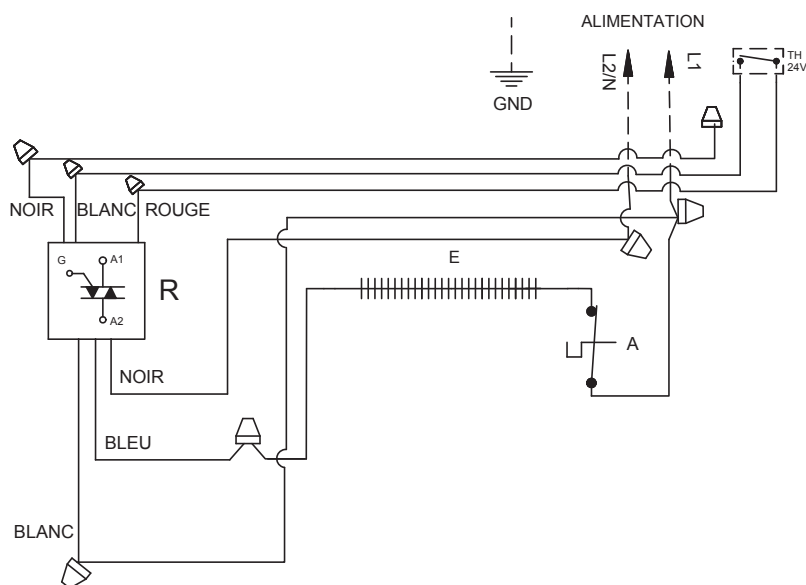 ALIMENTATION
L2/N
L1
TH
24V
GND
NOIR
BLANC
ROUGE
G
A1
A2
R
E
A
NOIR
BLEU
BLANC